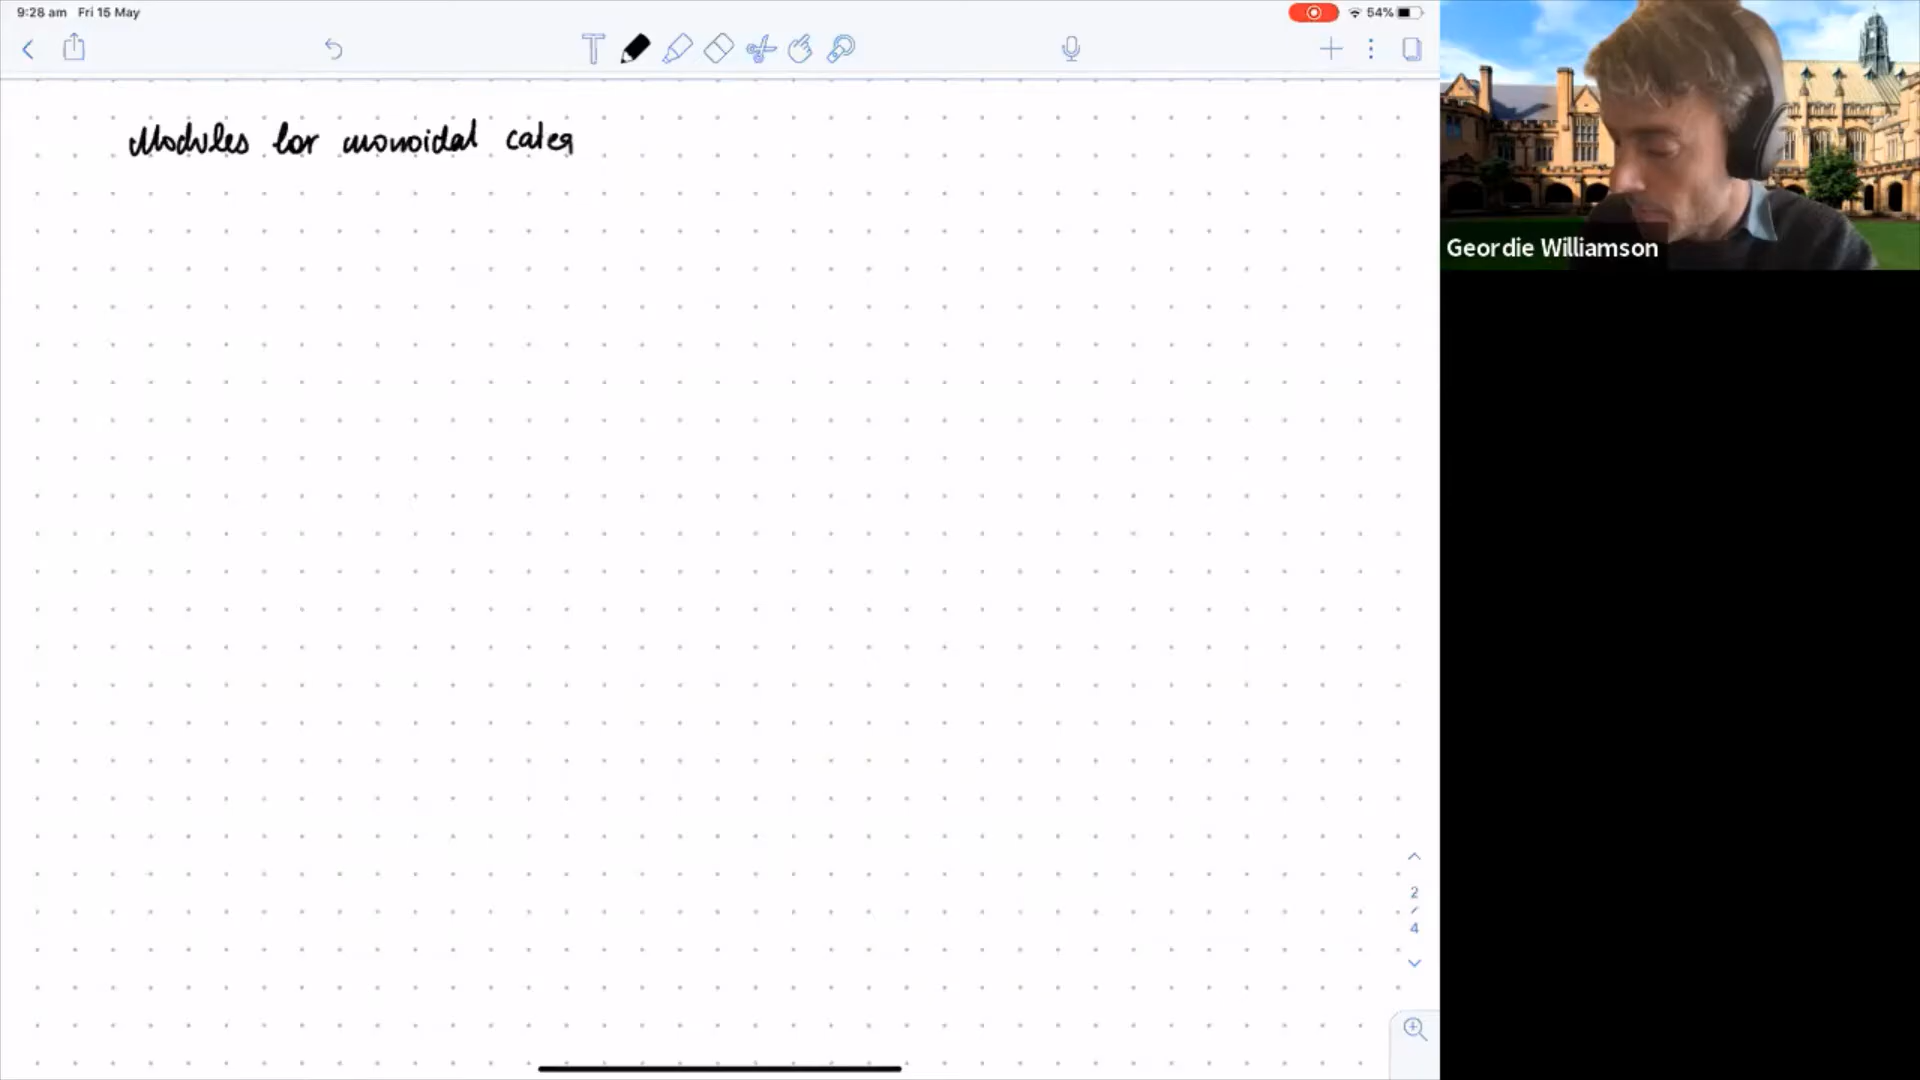 9:28 am Fri 15 May
54%
Modules for monoidal categ
Geordie Williamson
2
/
4